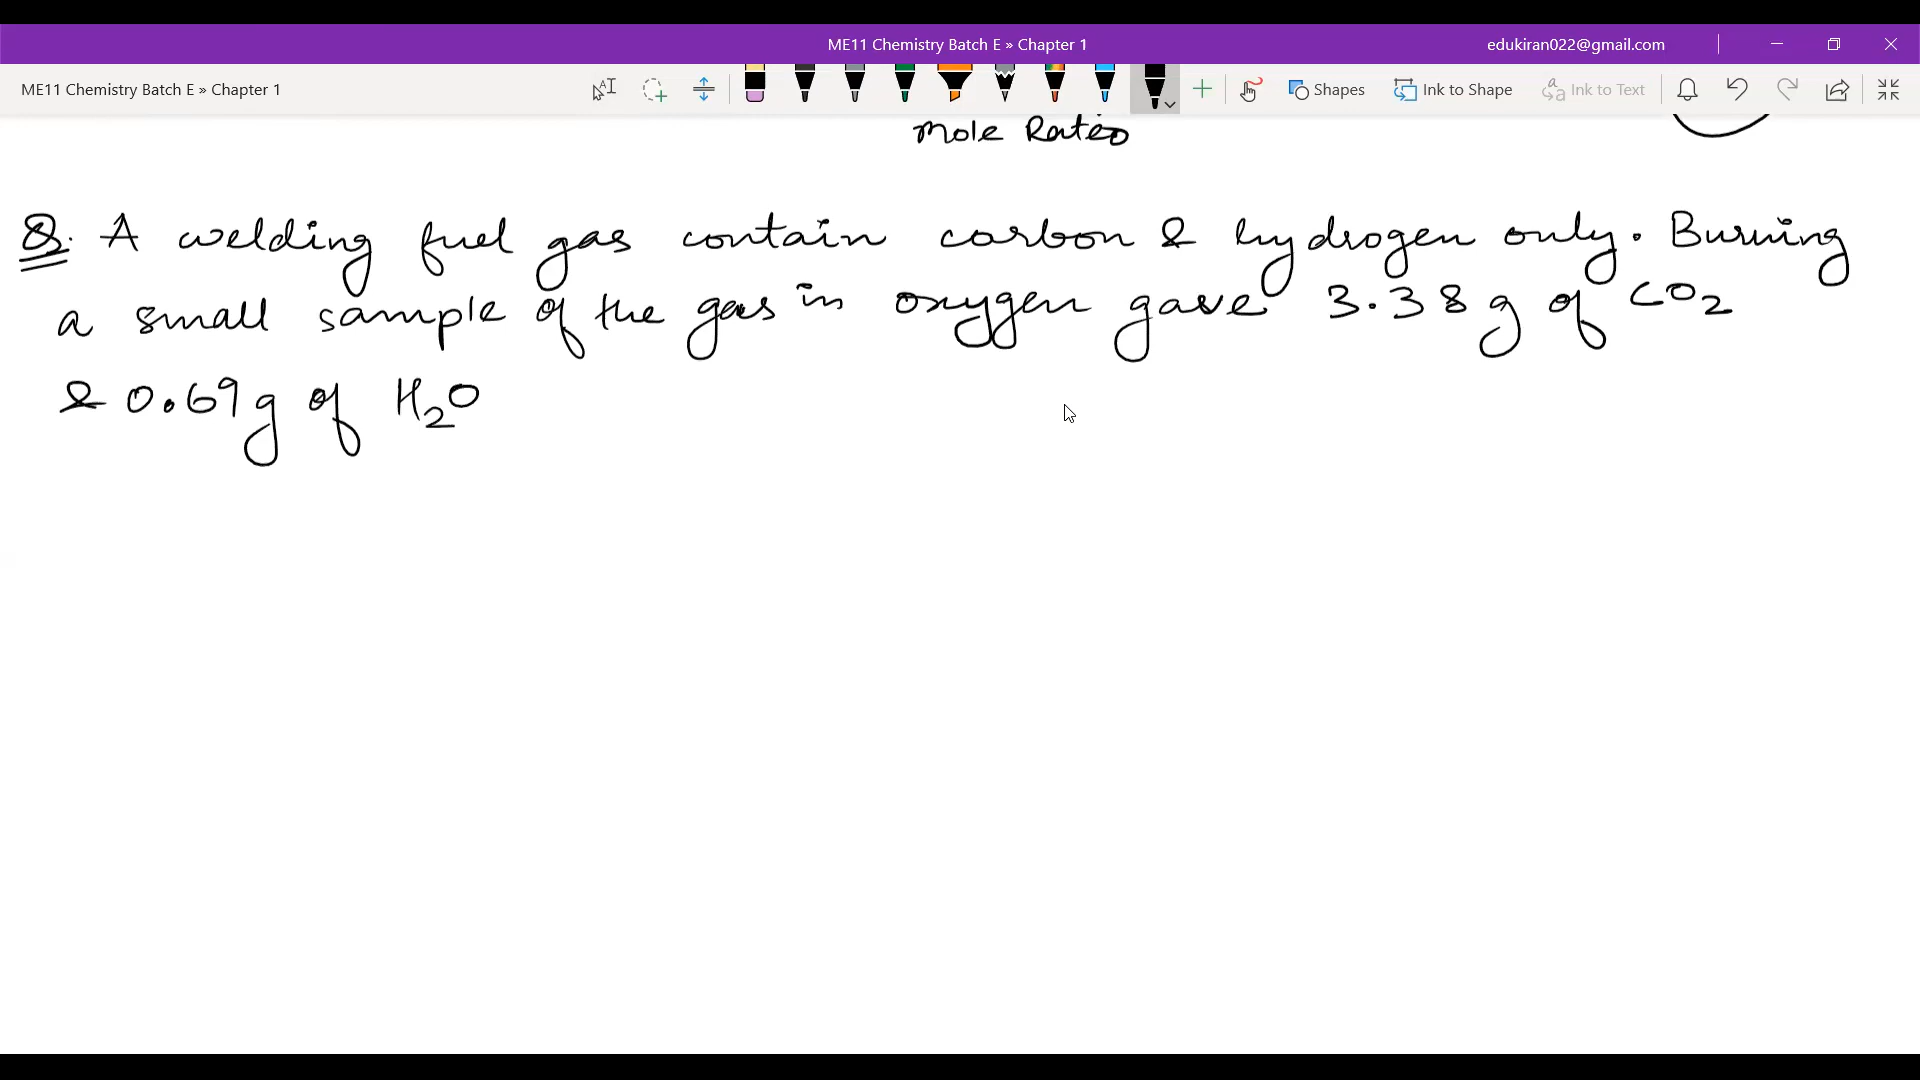 ME11 Chemistry Batch E » Chapter 1
edukiran022@gmail.com
ME11 Chemistry Batch E » Chapter 1
Shapes
Ink to Shape
Ink to Text
Mole Ratio
Q. A welding fuel gas contain carbon & hydrogen only. Burning
a small sample of the gas in oxygen gave 3.38 g of CO2
& 0.69g of H2O